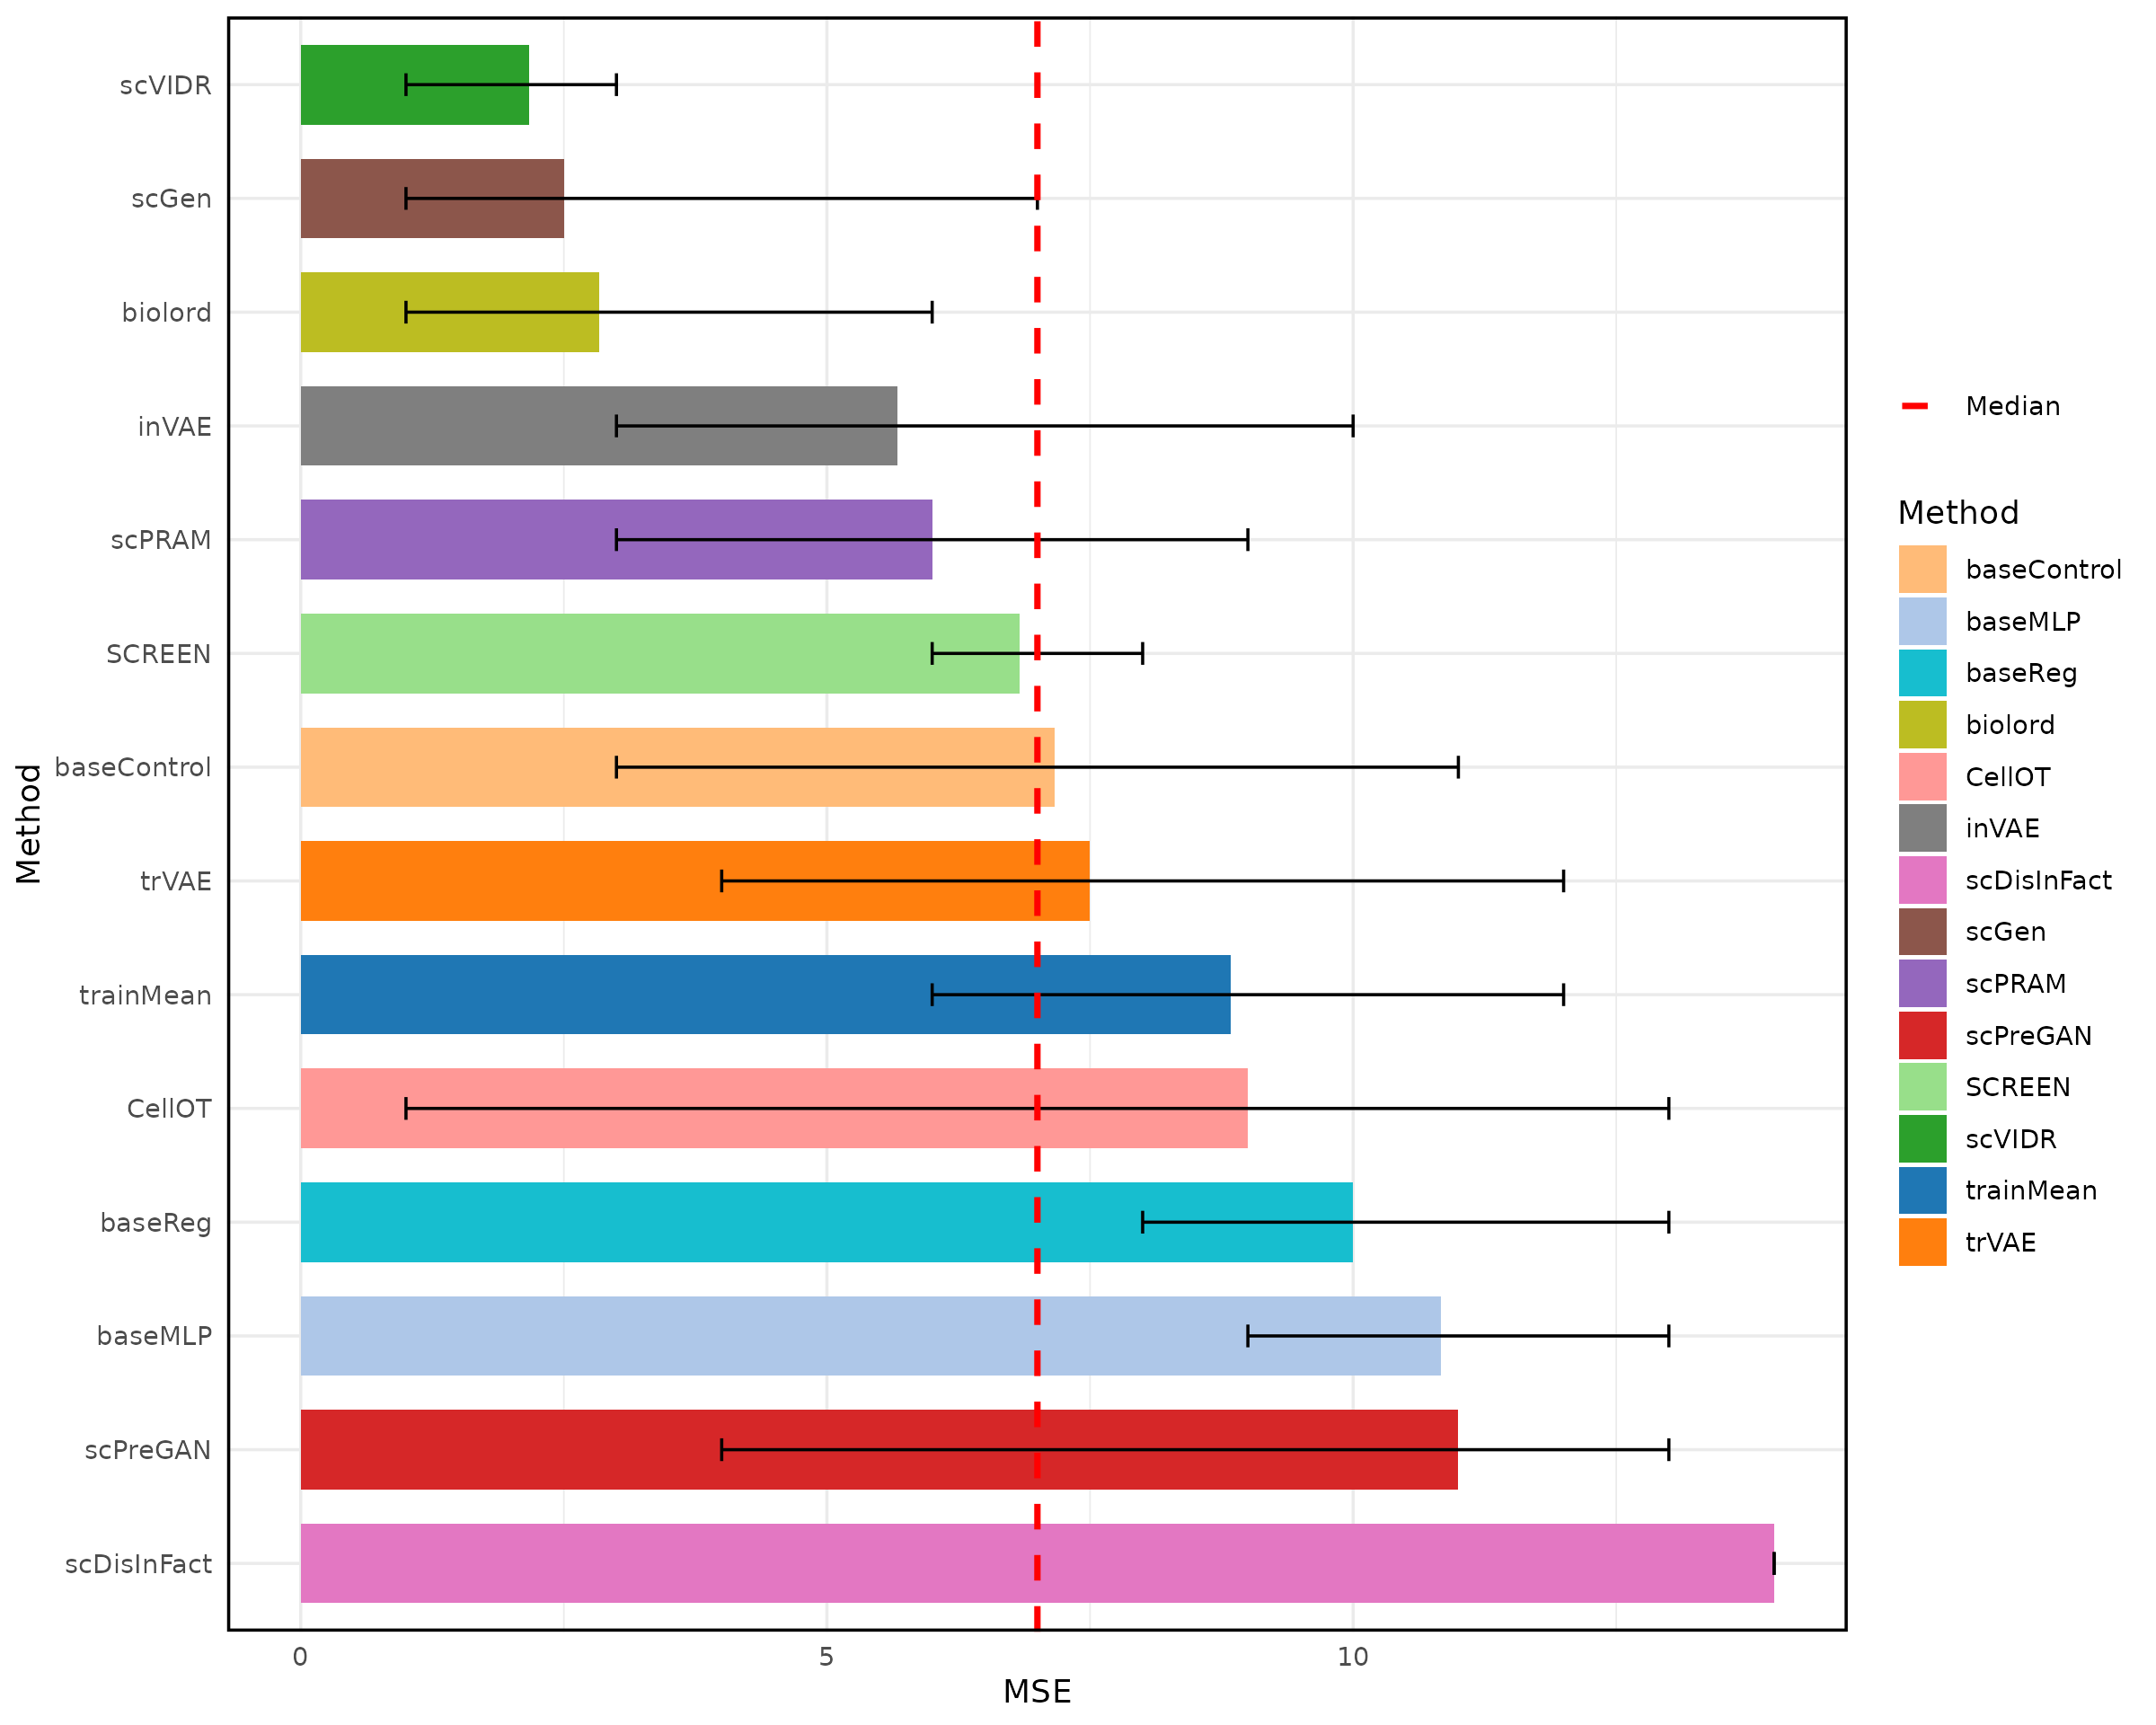 Method
scVIDR
scGen
biolord
inVAE
scPRAM
SCREEN
baseControl
trVAE
trainMean
CellOT
baseReg
baseMLP
scPreGAN
scDisInFact
0 5 10
MSE
Median
Method
baseControl
baseMLP
baseReg
biolord
CellOT
inVAE
scDisInFact
scGen
scPRAM
scPreGAN
SCREEN
scVIDR
trainMean
trVAE